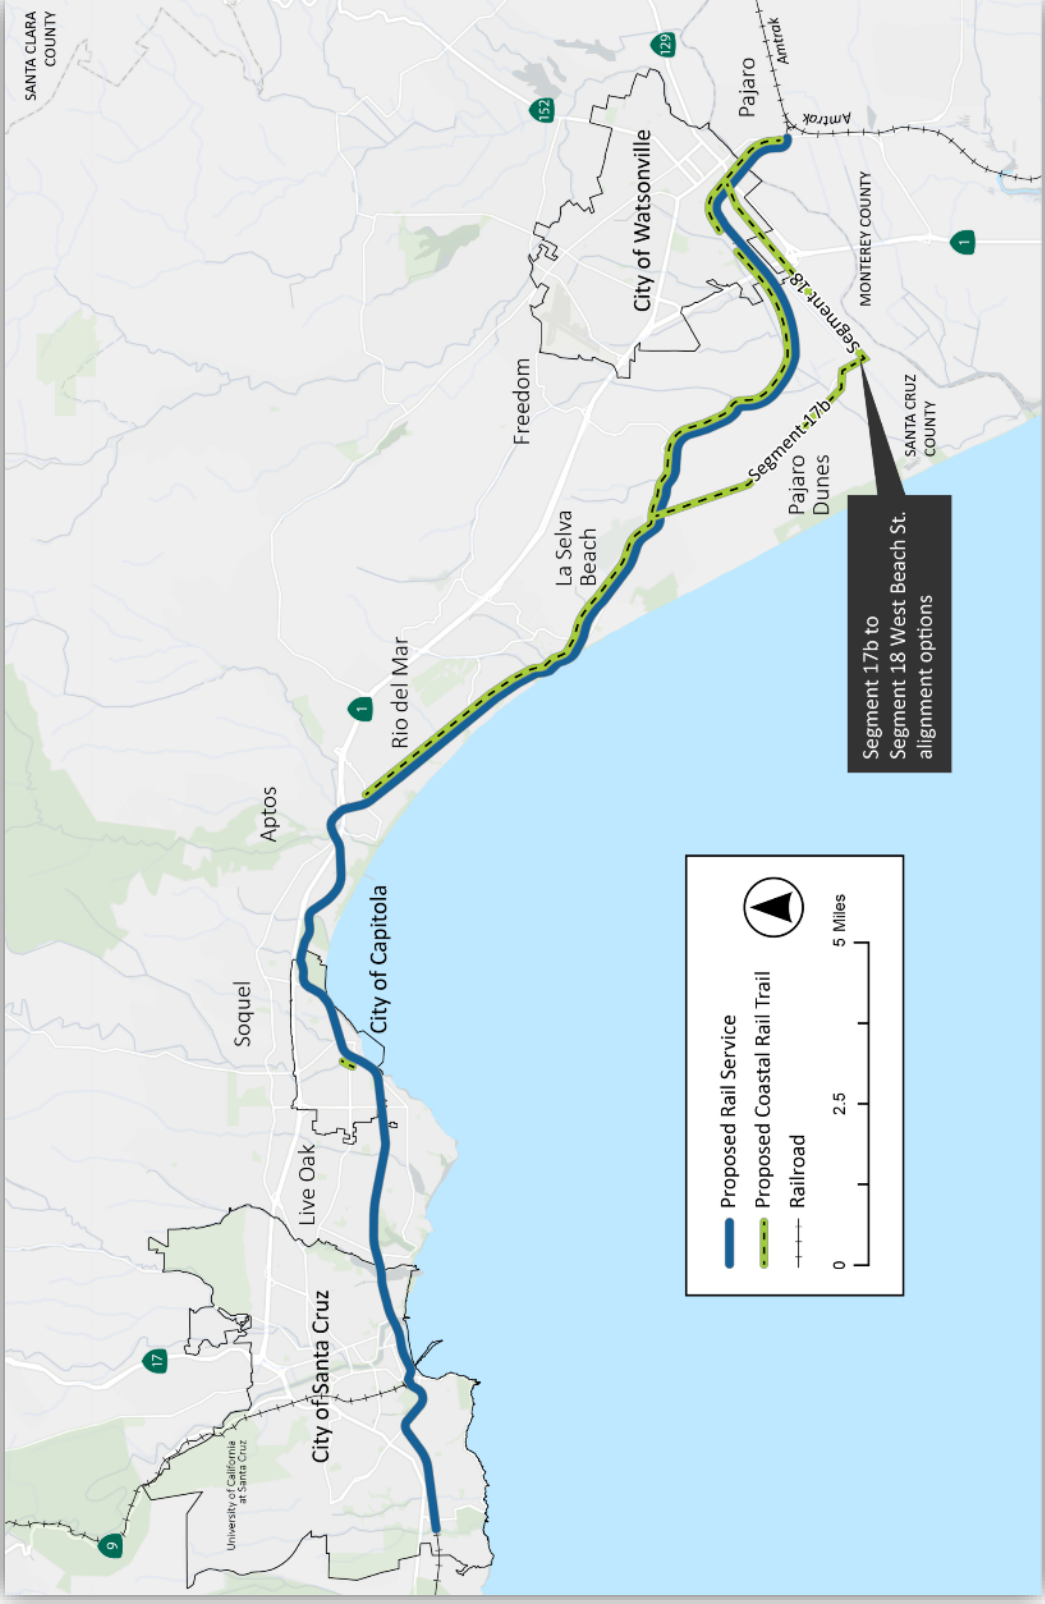 SANTA CLARA
COUNTY
9
17
152
129
1
1
University of California
at Santa Cruz
City of Santa Cruz
Live Oak
Soquel
City of Capitola
Aptos
Rio del Mar
Freedom
La Selva
Beach
City of Watsonville
Pajaro
Amtrak
Amtrak
Segment 18
Segment 17b
Pajaro
Dunes
MONTEREY COUNTY
SANTA CRUZ
COUNTY
Segment 17b to
Segment 18 West Beach St.
alignment options
Proposed Rail Service
Proposed Coastal Rail Trail
Railroad
0 2.5 5 Miles